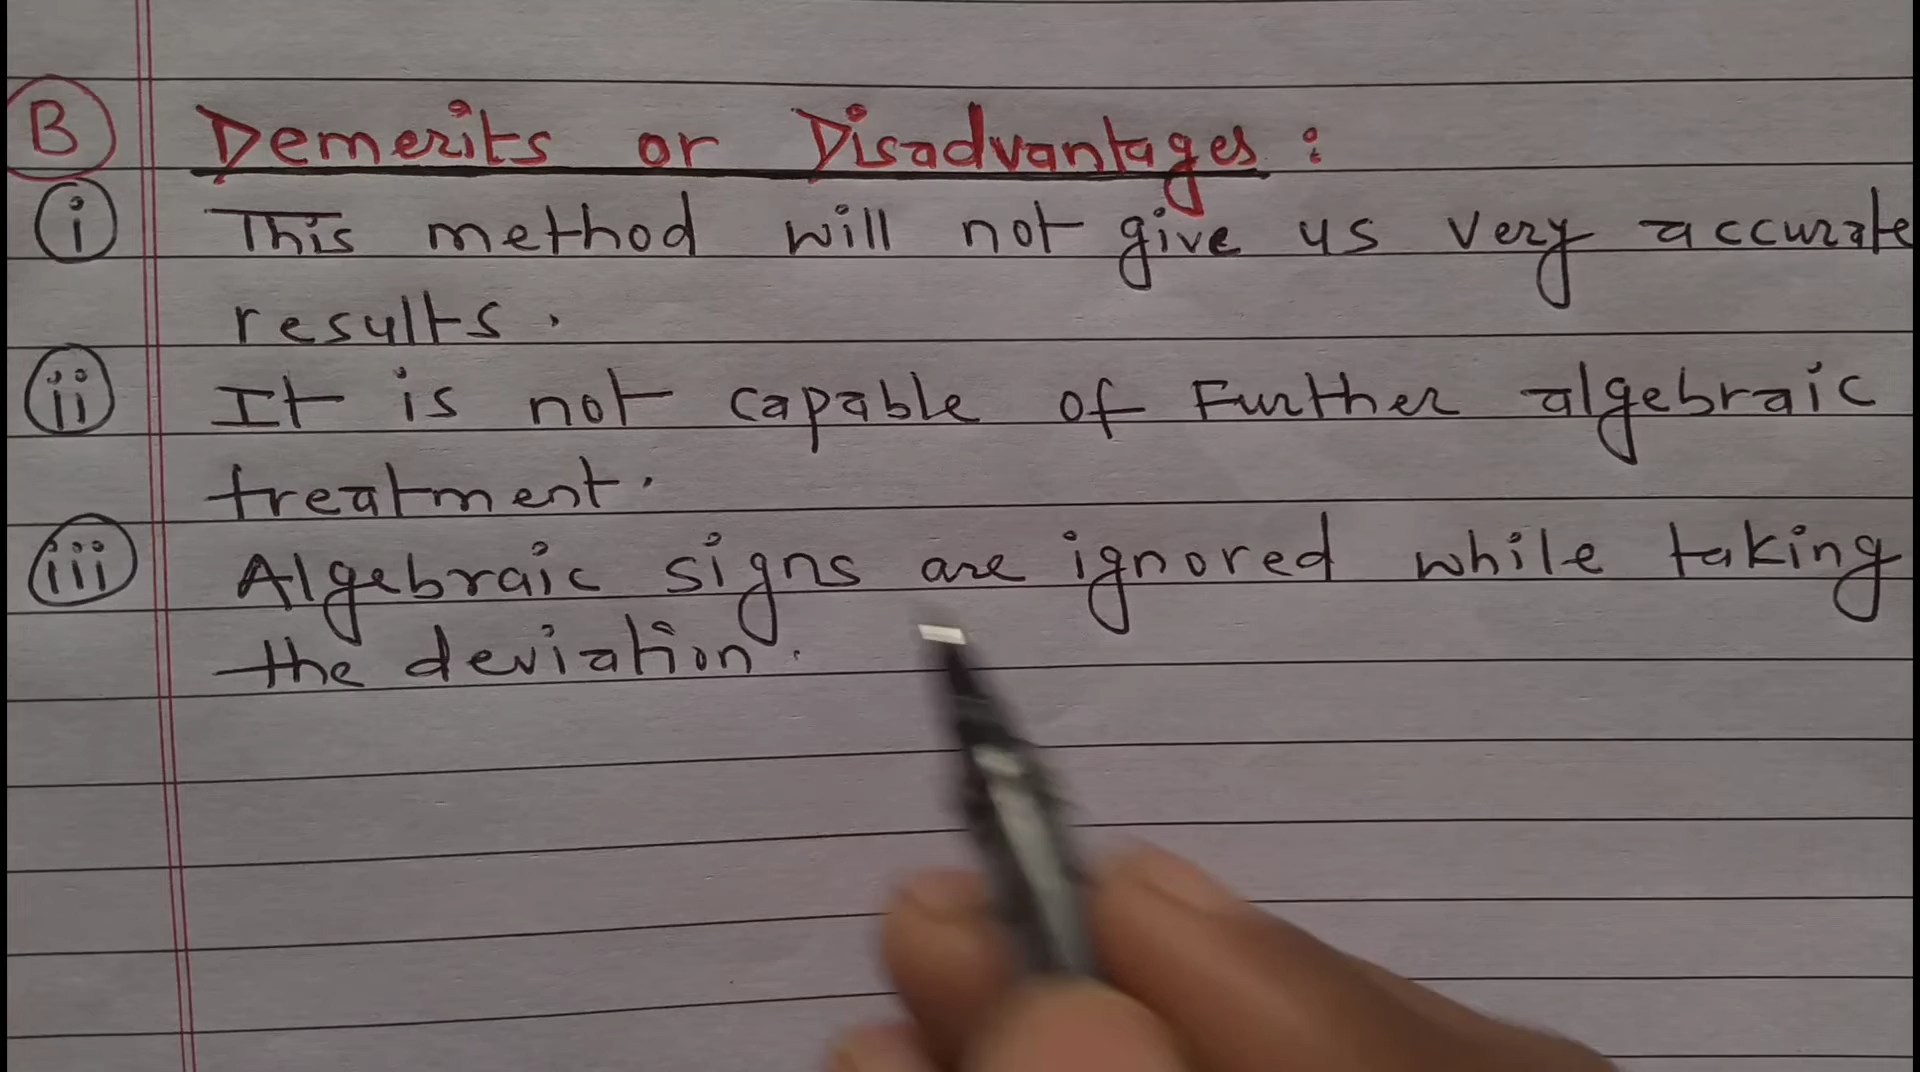 B Demerits or Disadvantages :
i This method will not give us very accurate
results.
ii It is not capable of Further algebraic
treatment.
iii Algebraic signs are ignored while taking
the deviation.